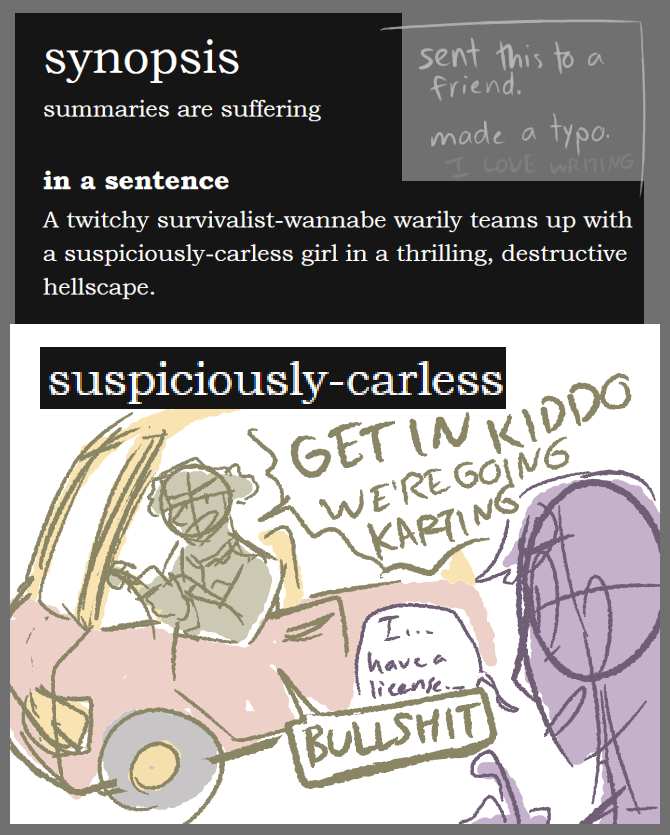 synopsis
summaries are suffering
sent this to a
friend.
made a typo.
I LOVE WRITING
in a sentence
A twitchy survivalist-wannabe warily teams up with
a suspiciously-carless girl in a thrilling, destructive
hellscape.
suspiciously-carless
GET IN KIDDO
WE'RE GOING
KARTING
I...
have a
license...
BULLSHIT